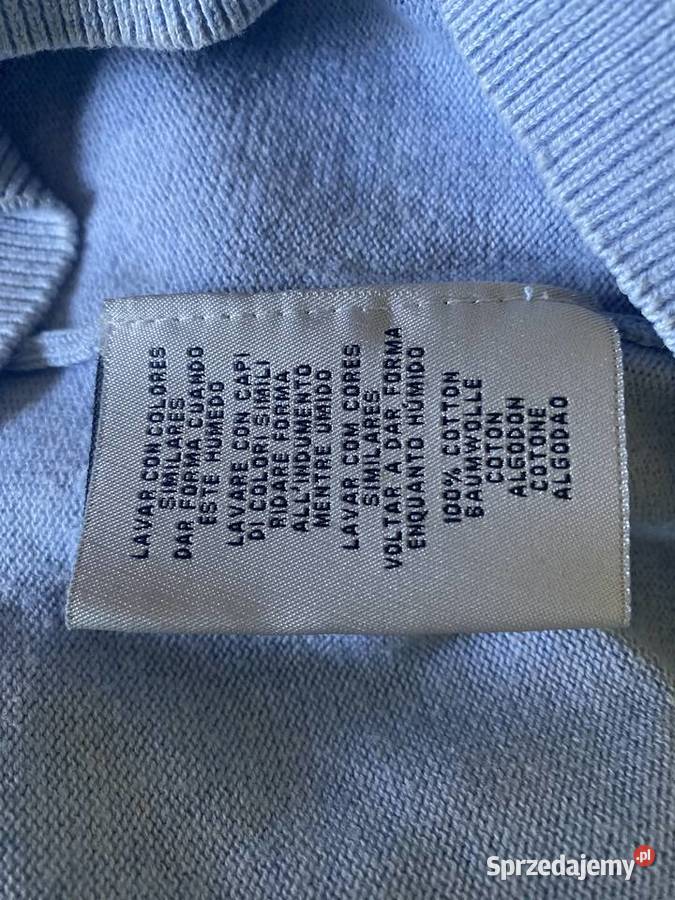 LAVAR CON COLORES
SIMILARES
DAR FORMA CUANDO
ESTE HUMEDO
LAVARE CON CAPI
DI COLORI SIMILI
RIDARE FORMA
ALL'INDUMENTO
MENTRE UMIDO
LAVAR COM CORES
SIMILARES
VOLTAR A DAR FORMA
ENQUANTO HÚMIDO
100% COTTON
BAUMWOLLE
COTON
ALGODON
COTONE
ALGODAO
Sprzedajemy.pl